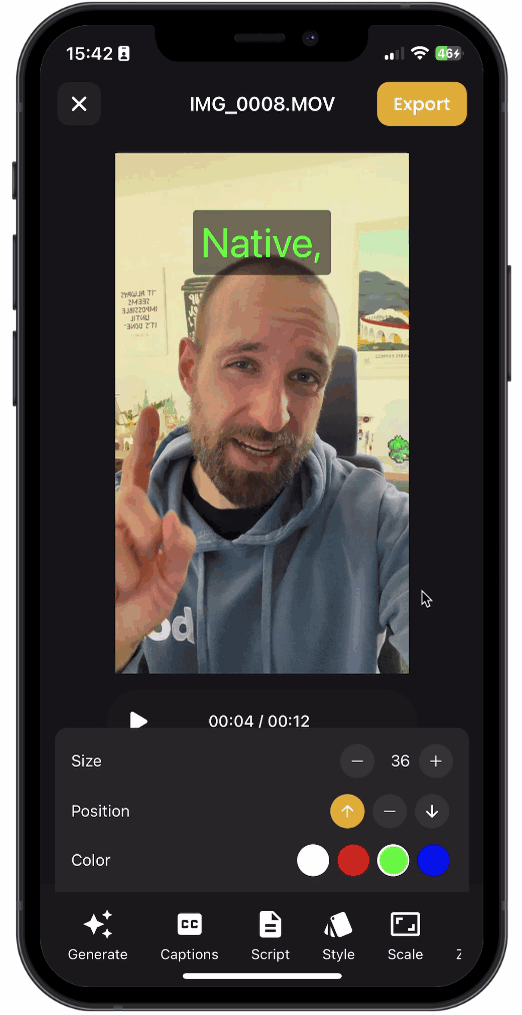 15:42
46
IMG_0008.MOV
Export
Native,
"IT ALWAYS
SEEMS
IMPOSSIBLE
UNTIL
IT'S DONE."
od
00:04 / 00:12
Size
36
Position
Color
CC
Generate
Captions
Script
Style
Scale
Z